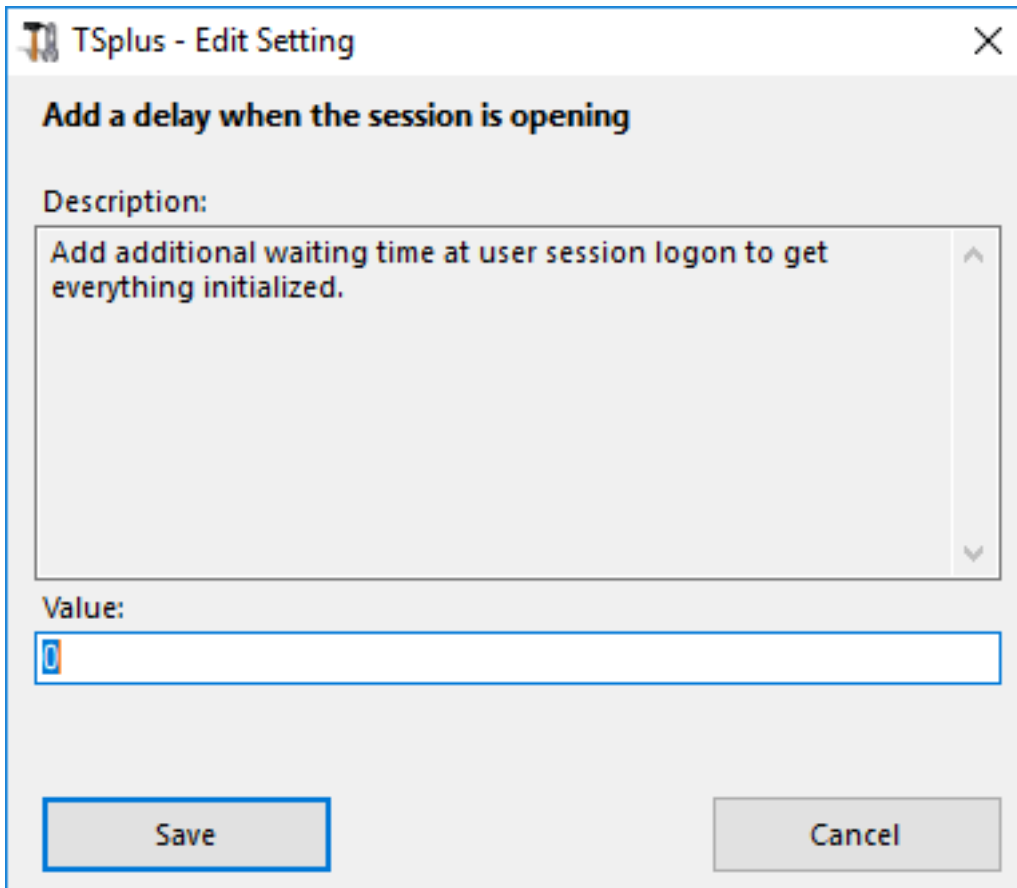 TSplus - Edit Setting
Add a delay when the session is opening
Description:
Add additional waiting time at user session logon to get
everything initialized.
Value:
0
Save
Cancel